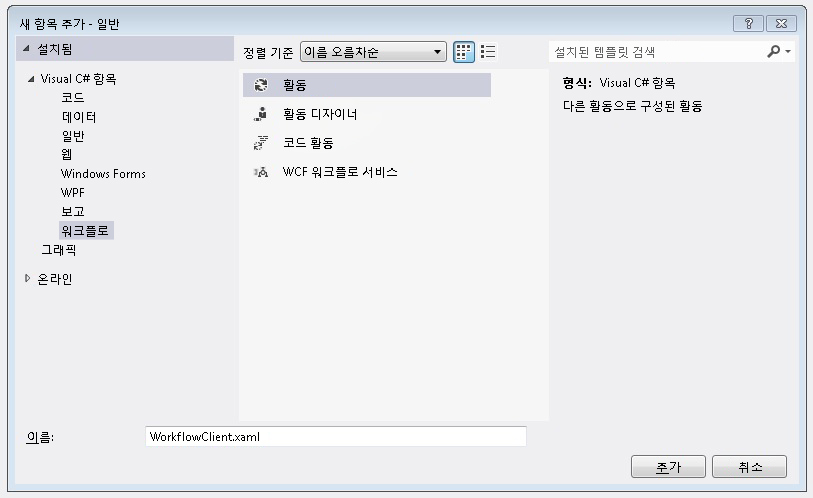 새 항목 추가 - 일반
설치됨
Visual C# 항목
코드
데이터
일반
웹
Windows Forms
WPF
보고
워크플로
그래픽
온라인
정렬 기준 이름 오름차순
활동
활동 디자이너
코드 활동
WCF 워크플로 서비스
설치된 템플릿 검색
형식: Visual C# 항목
다른 활동으로 구성된 활동
이름: WorkflowClient.xaml
추가 취소